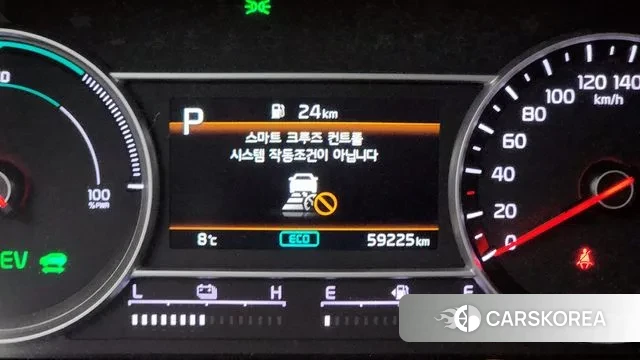 P
24km
스마트 크루즈 컨트롤
시스템 작동조건이 아닙니다
8℃
ECO
59225km
100
%PWR
EV
L
H
E
F
0
20
40
60
80
100
120
140
km/h
CARSKOREA